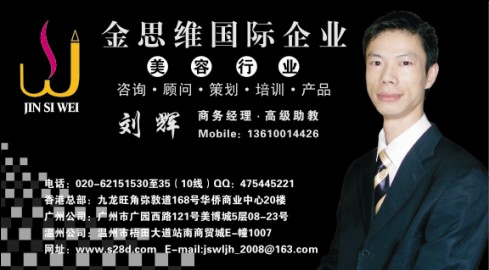 JIN SI WEI
金思维国际企业
美容行业
咨询·顾问·策划·培训·产品
刘辉 商务经理·高级助教
Mobile: 13610014426
电话：020-62151530至35（10线）QQ：475445221
香港总部：九龙旺角弥敦道168号华侨商业中心20楼
广州公司：广州市广园西路121号美博城5层08-23号
温州公司：温州市梧田大道站南商贸城E-幢1007
网址：www.s28d.com E-mail:jswljh_2008@163.com